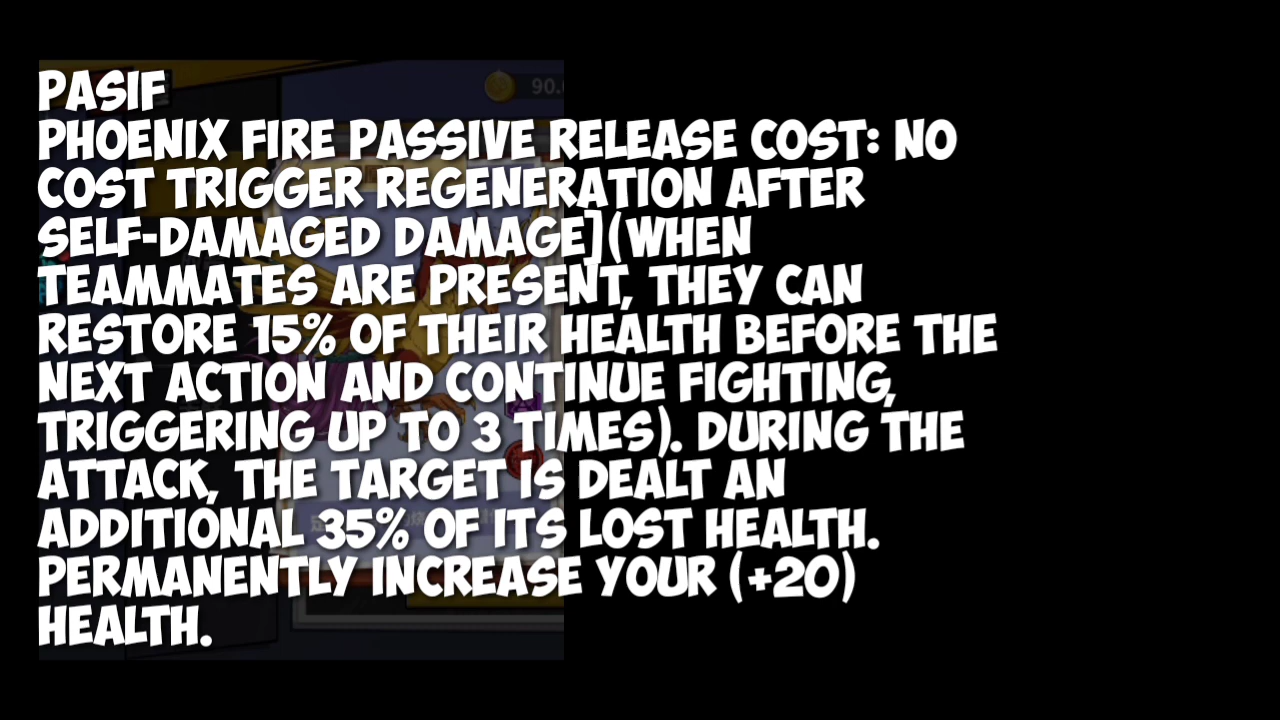 PASIF
PHOENIX FIRE PASSIVE RELEASE COST: NO
COST TRIGGER REGENERATION AFTER
SELF-DAMAGED DAMAGE](WHEN
TEAMMATES ARE PRESENT, THEY CAN
RESTORE 15% OF THEIR HEALTH BEFORE THE
NEXT ACTION AND CONTINUE FIGHTING,
TRIGGERING UP TO 3 TIMES). DURING THE
ATTACK, THE TARGET IS DEALT AN
ADDITIONAL 35% OF ITS LOST HEALTH.
PERMANENTLY INCREASE YOUR (+20)
HEALTH.